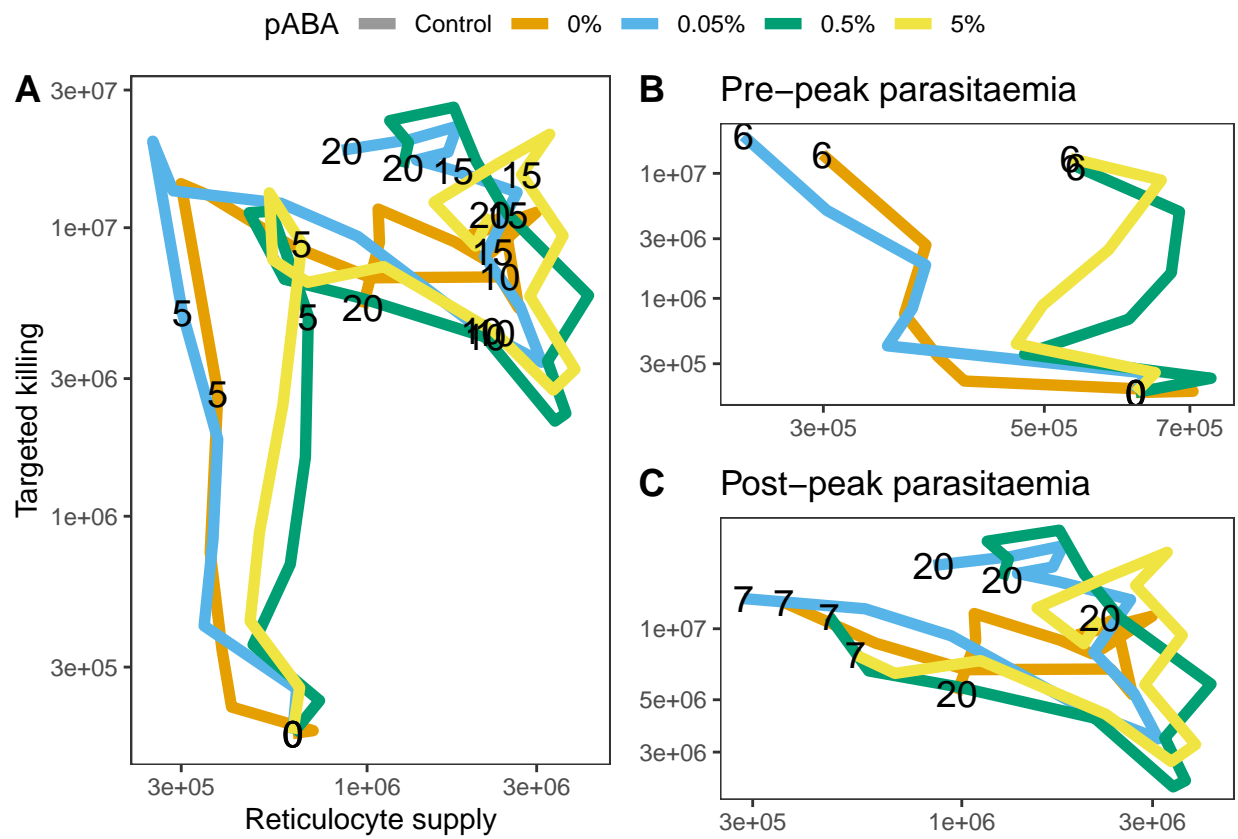 pABA Control 0% 0.05% 0.5% 5%
A
3e+07
1e+07
3e+06
1e+06
3e+05
Targeted killing
20
20
15
15
20
15
10
15
10
20
10
10
5
5
5
5
0
3e+05 1e+06 3e+06
Reticulocyte supply
B Pre−peak parasitaemia
1e+07
3e+06
1e+06
3e+05
6
6
6
6
0
3e+05 5e+05 7e+05
C Post−peak parasitaemia
1e+07
5e+06
3e+06
20
20
7
7
7
20
7
20
3e+05 1e+06 3e+06